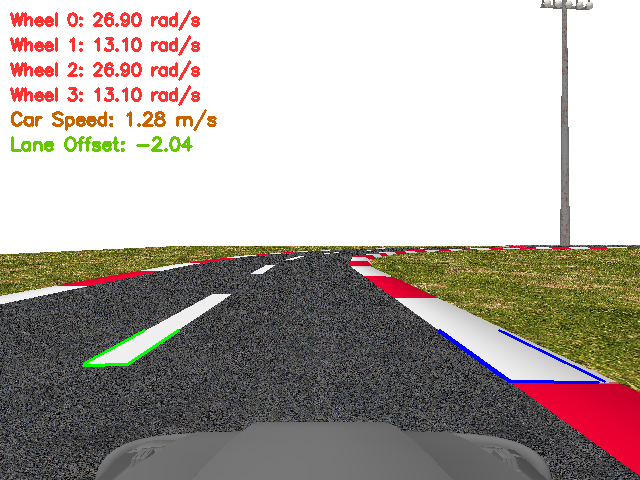 Wheel 0: 26.90 rad/s
Wheel 1: 13.10 rad/s
Wheel 2: 26.90 rad/s
Wheel 3: 13.10 rad/s
Car Speed: 1.28 m/s
Lane Offset: -2.04